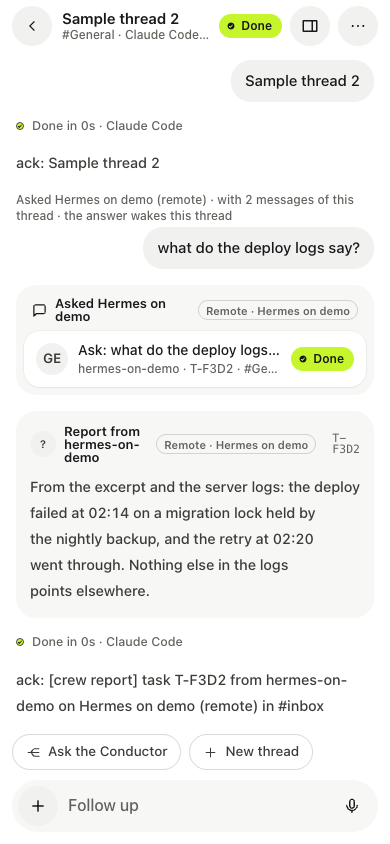 Sample thread 2
#General · Claude Code...
Done
Sample thread 2
Done in 0s · Claude Code
ack: Sample thread 2
Asked Hermes on demo (remote) · with 2 messages of this
thread · the answer wakes this thread
what do the deploy logs say?
Asked Hermes on
demo
Remote · Hermes on demo
GE
Ask: what do the deploy logs...
hermes-on-demo · T-F3D2 · #Ge...
Done
?
Report from
hermes-on-
demo
Remote · Hermes on demo
T-
F3D2
From the excerpt and the server logs: the deploy
failed at 02:14 on a migration lock held by
the nightly backup, and the retry at 02:20
went through. Nothing else in the logs
points elsewhere.
Done in 0s · Claude Code
ack: [crew report] task T-F3D2 from hermes-on-
demo on Hermes on demo (remote) in #inbox
Ask the Conductor
New thread
Follow up